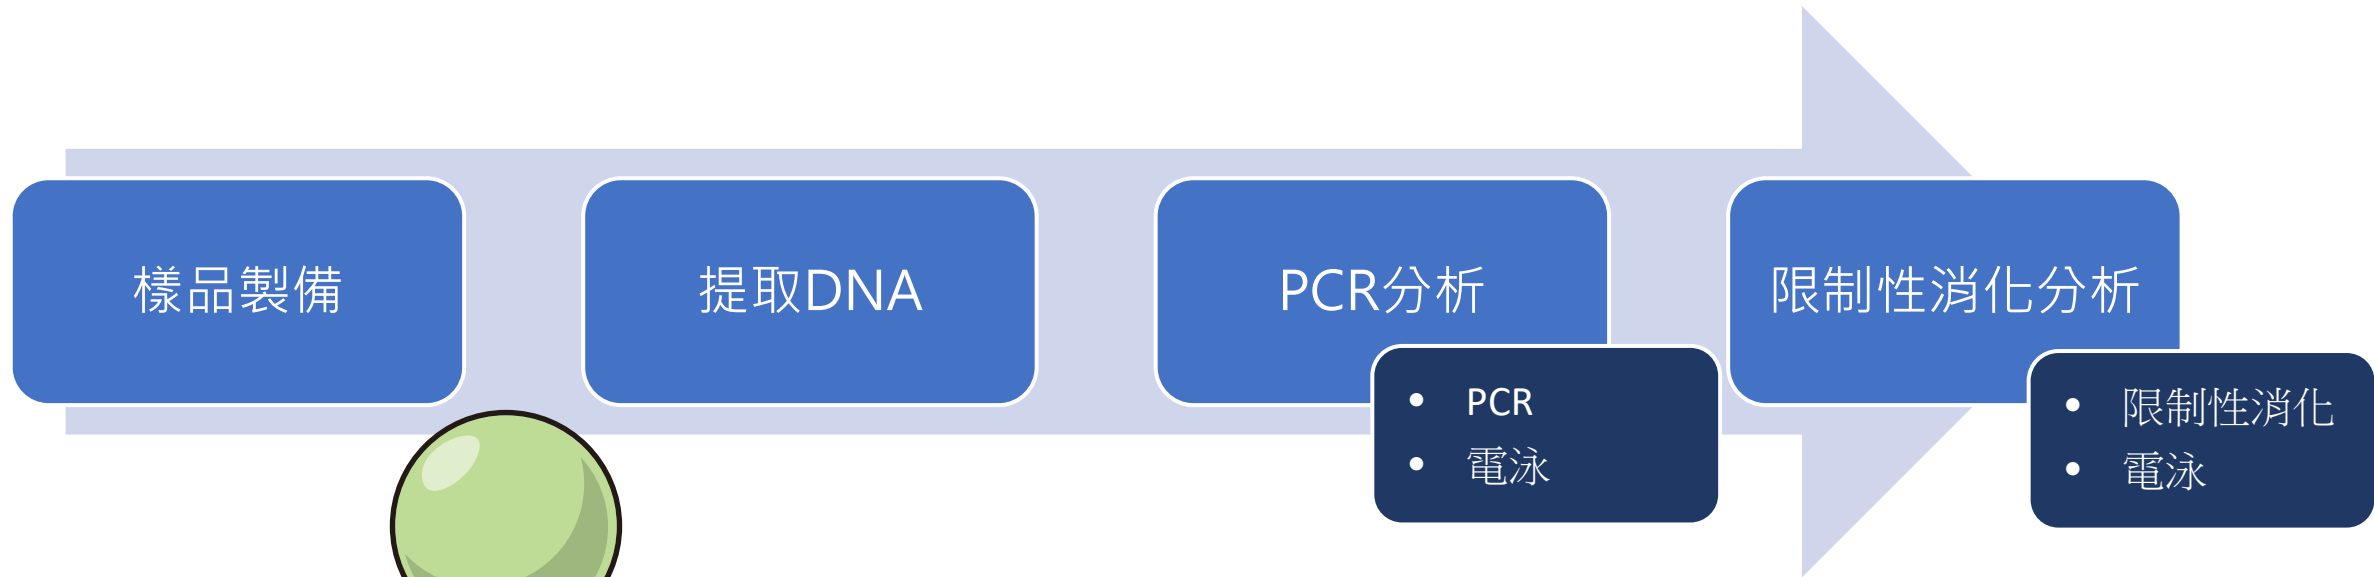 樣品製備
提取DNA
PCR分析
限制性消化分析
• PCR
• 電泳
• 限制性消化
• 電泳